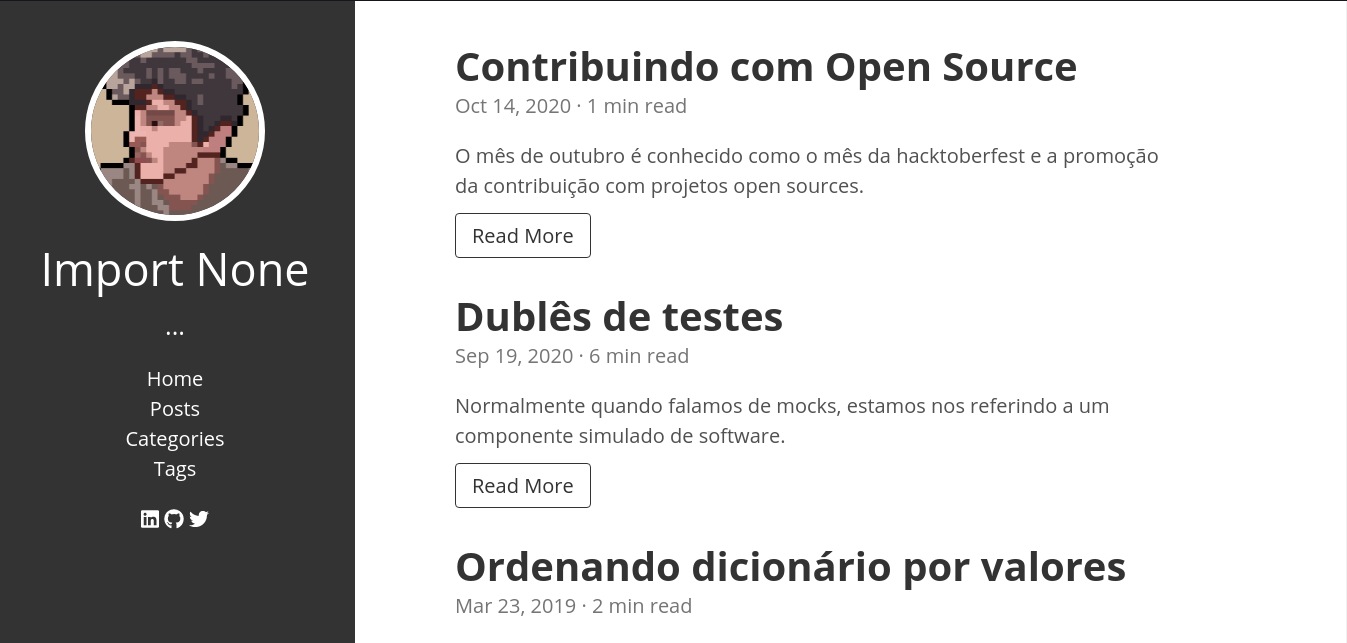 Import None
...
Home
Posts
Categories
Tags
Contribuindo com Open Source
Oct 14, 2020 · 1 min read
O mês de outubro é conhecido como o mês da hacktoberfest e a promoção
da contribuição com projetos open sources.
Read More
Dublês de testes
Sep 19, 2020 · 6 min read
Normalmente quando falamos de mocks, estamos nos referindo a um
componente simulado de software.
Read More
Ordenando dicionário por valores
Mar 23, 2019 · 2 min read